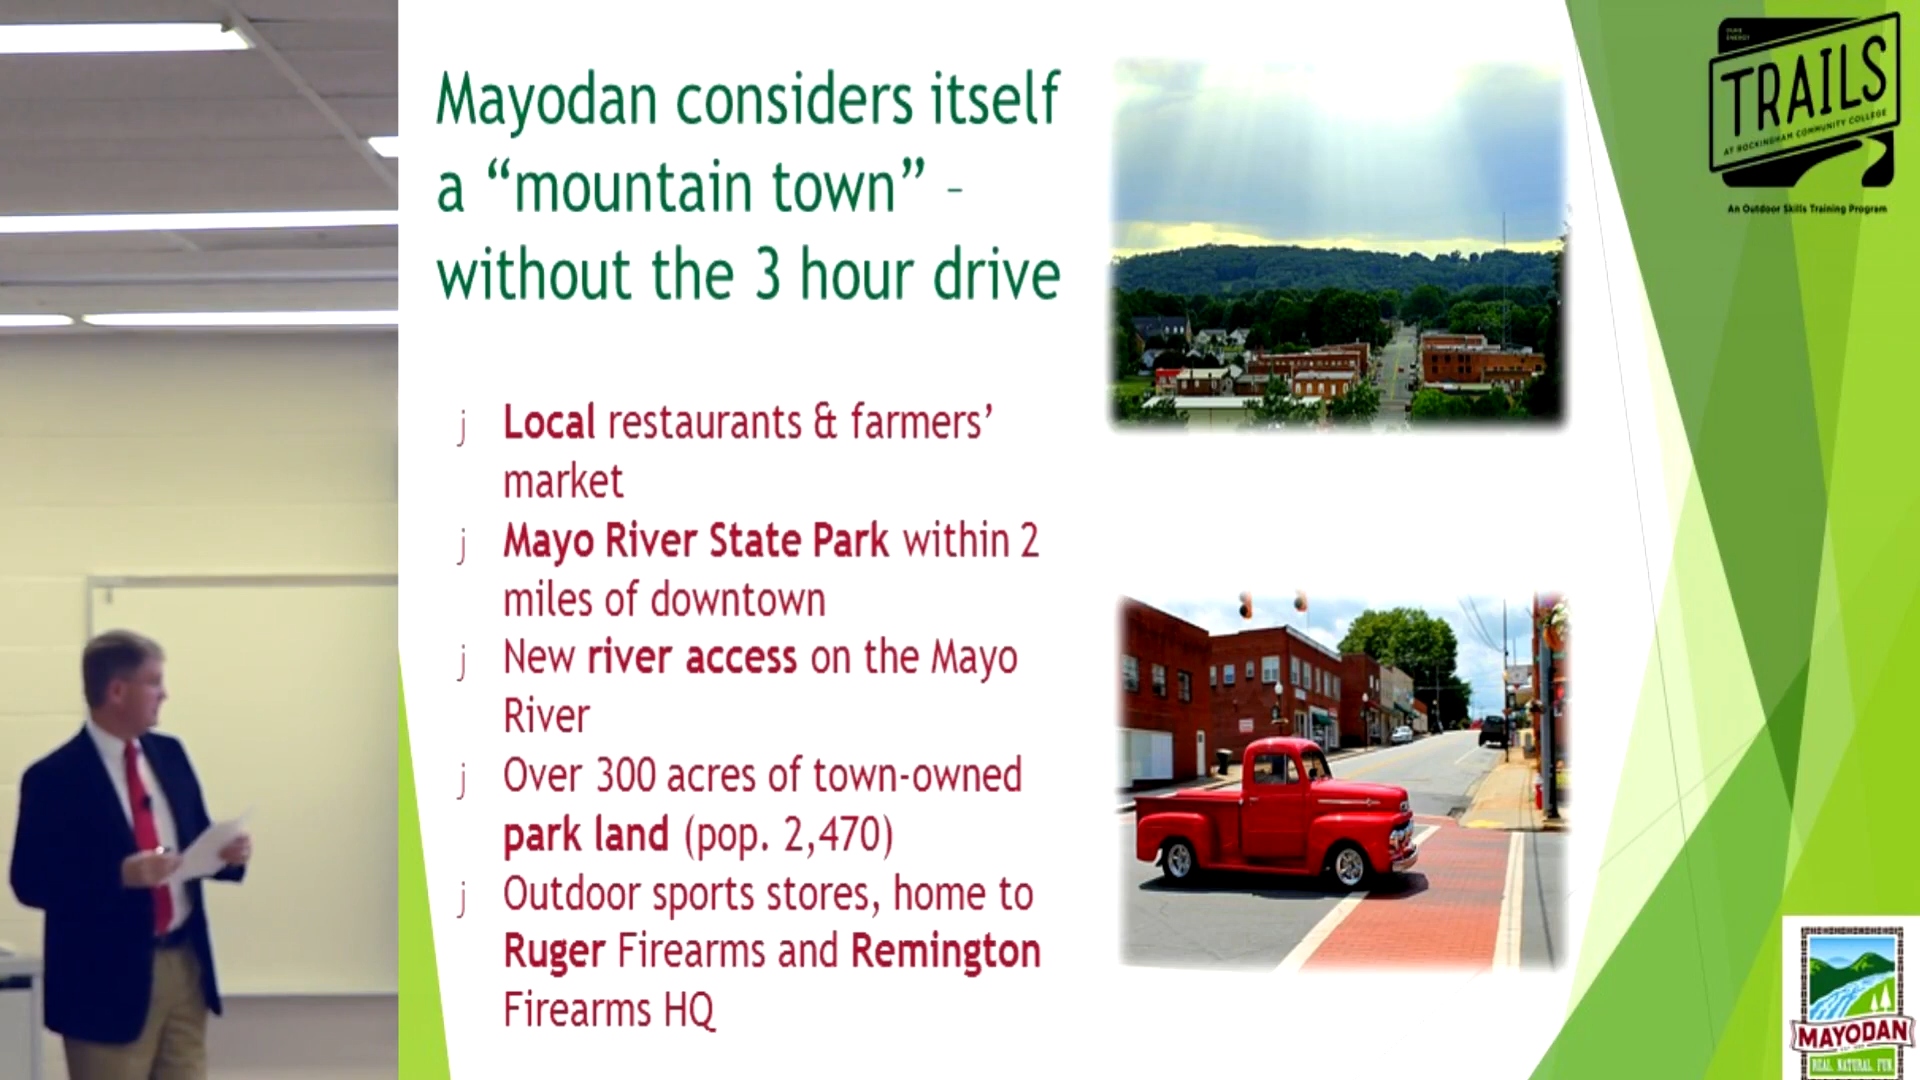 Mayodan considers itself
a “mountain town” –
without the 3 hour drive
j Local restaurants & farmers’
market
j Mayo River State Park within 2
miles of downtown
j New river access on the Mayo
River
j Over 300 acres of town-owned
park land (pop. 2,470)
j Outdoor sports stores, home to
Ruger Firearms and Remington
Firearms HQ
DUKE
ENERGY
TRAILS
AT ROCKINGHAM COMMUNITY COLLEGE
An Outdoor Skills Training Program
MAYODAN
REAL. NATURAL. FUN.